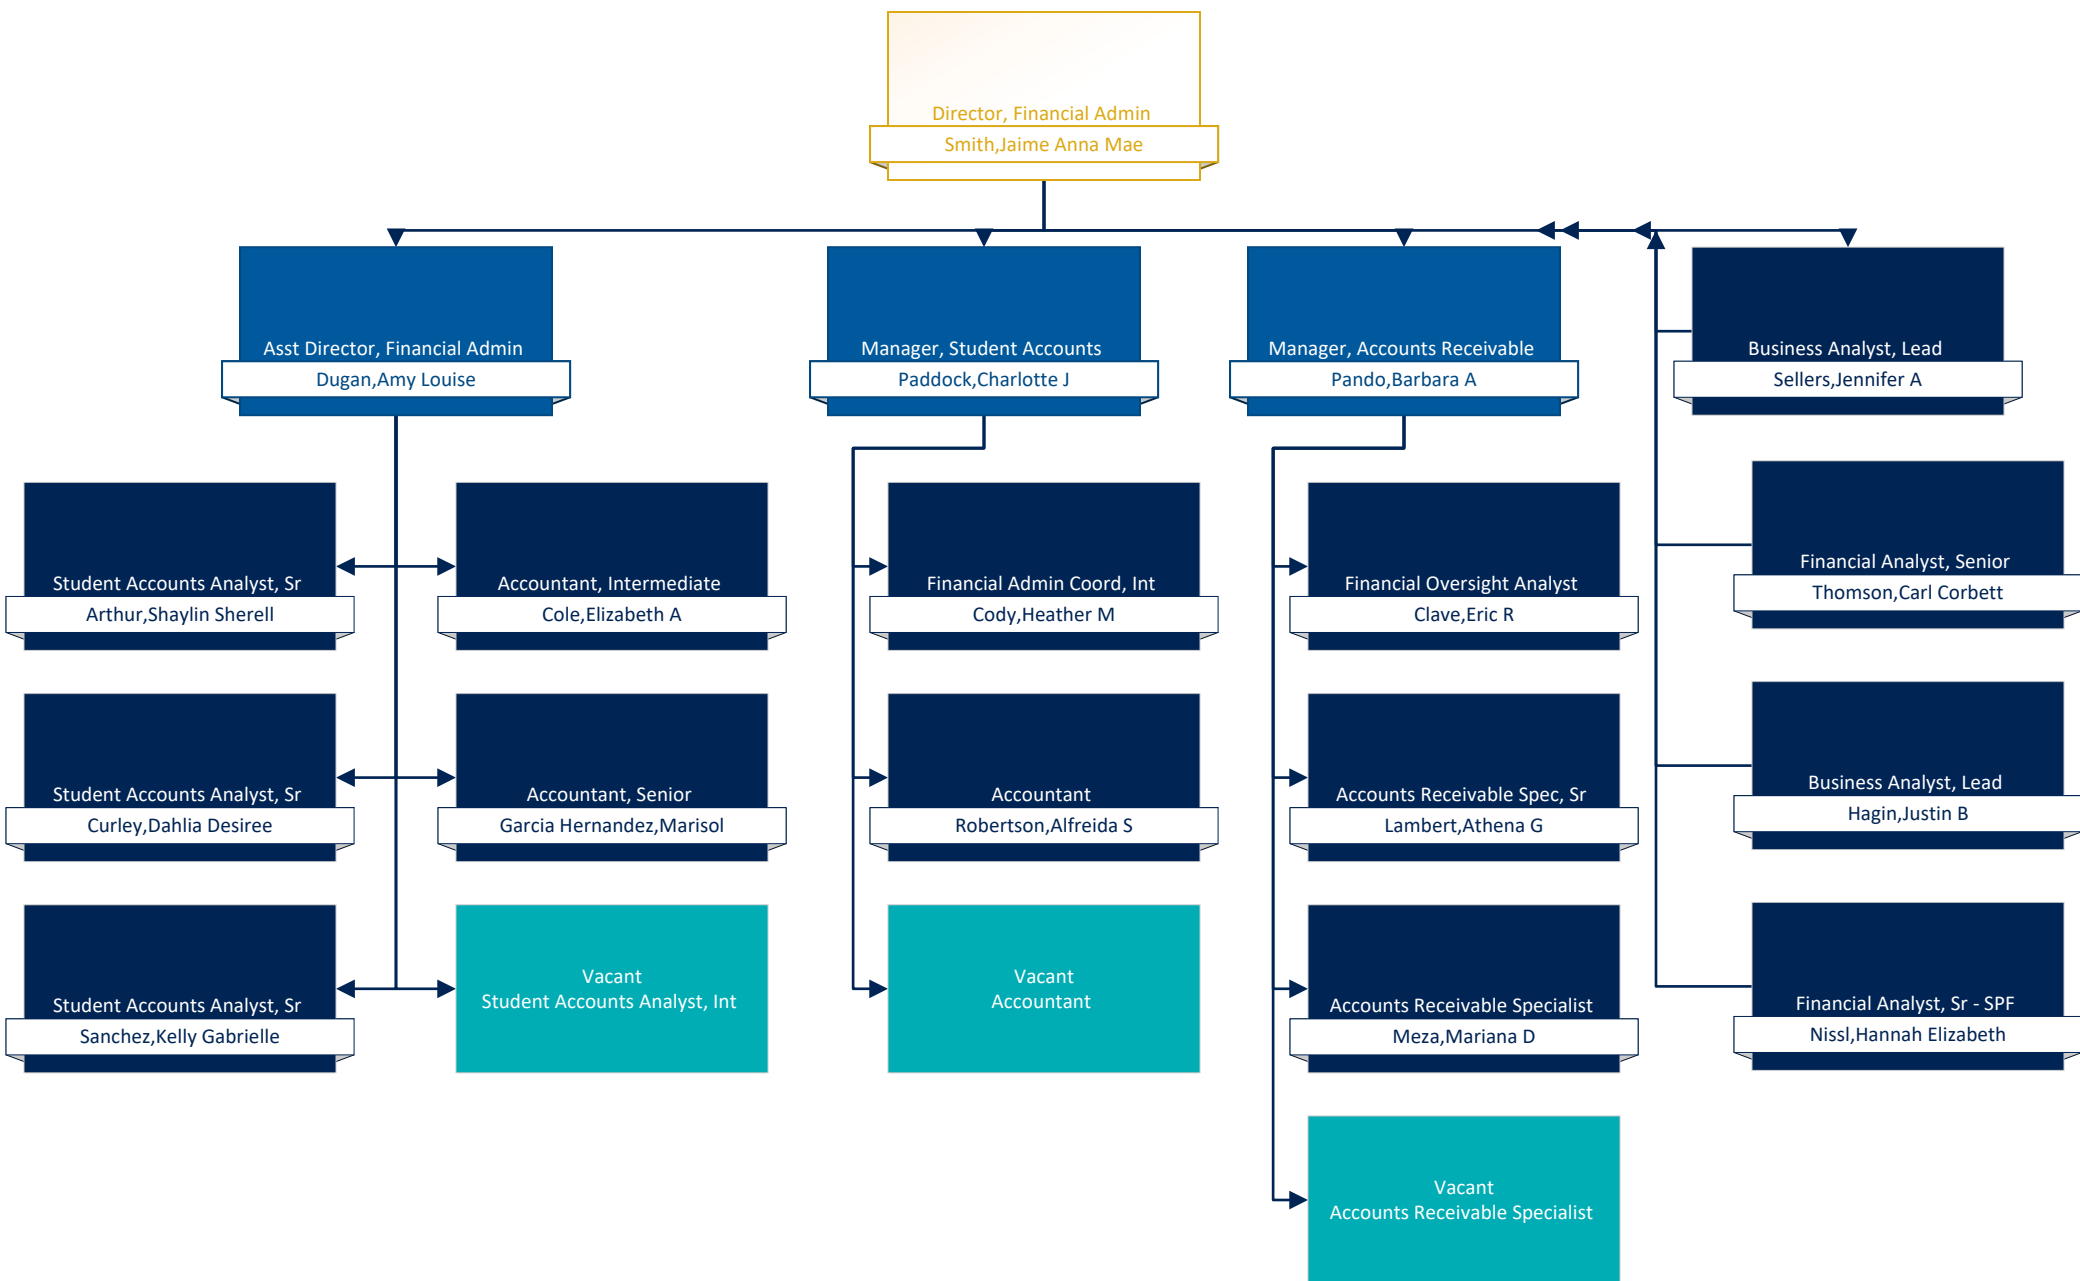 Director, Financial Admin
Smith,Jaime Anna Mae
Asst Director, Financial Admin
Dugan,Amy Louise
Manager, Student Accounts
Paddock,Charlotte J
Manager, Accounts Receivable
Pando,Barbara A
Business Analyst, Lead
Sellers,Jennifer A
Student Accounts Analyst, Sr
Arthur,Shaylin Sherell
Accountant, Intermediate
Cole,Elizabeth A
Financial Admin Coord, Int
Cody,Heather M
Financial Oversight Analyst
Clave,Eric R
Financial Analyst, Senior
Thomson,Carl Corbett
Student Accounts Analyst, Sr
Curley,Dahlia Desiree
Accountant, Senior
Garcia Hernandez,Marisol
Accountant
Robertson,Alfreida S
Accounts Receivable Spec, Sr
Lambert,Athena G
Business Analyst, Lead
Hagin,Justin B
Student Accounts Analyst, Sr
Sanchez,Kelly Gabrielle
Vacant
Student Accounts Analyst, Int
Vacant
Accountant
Accounts Receivable Specialist
Meza,Mariana D
Financial Analyst, Sr - SPF
Nissl,Hannah Elizabeth
Vacant
Accounts Receivable Specialist